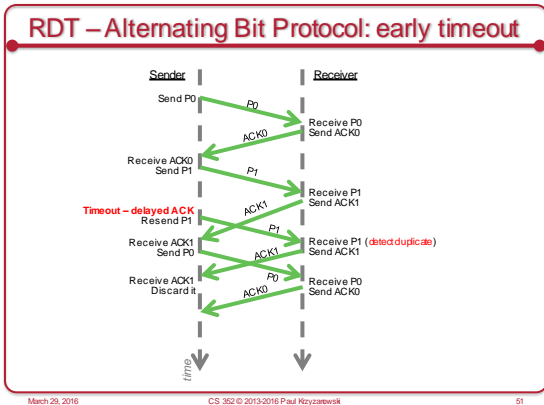 RDT – Alternating Bit Protocol: early timeout
Sender
Receiver
Send P0
P0
Receive P0
Send ACK0
ACK0
Receive ACK0
Send P1
P1
Receive P1
Send ACK1
ACK1
Timeout – delayed ACK
Resend P1
P1
Receive ACK1
Send P0
Receive P1 (detect duplicate)
Send ACK1
ACK1
P0
Receive ACK1
Discard it
Receive P0
Send ACK0
ACK0
time
March 29, 2016
CS 352 © 2013-2016 Paul Krzyzanowski
51